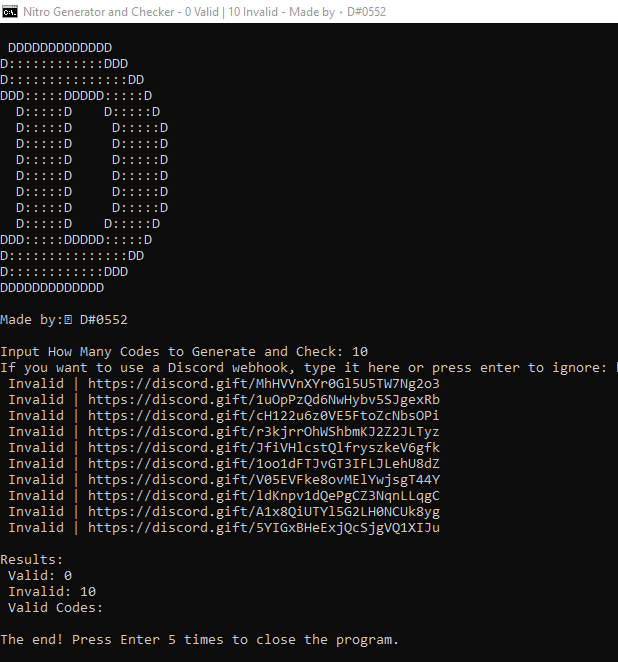 Nitro Generator and Checker - 0 Valid | 10 Invalid - Made by • D#0552
DDDDDDDDDDDDD
D::::::::::::DDD
D:::::::::::::::DD
DDD:::::DDDDD:::::D
D:::::D    D:::::D
D:::::D     D:::::D
D:::::D     D:::::D
D:::::D     D:::::D
D:::::D     D:::::D
D:::::D     D:::::D
D:::::D     D:::::D
D:::::D    D:::::D
DDD:::::DDDDD:::::D
D:::::::::::::::DD
D::::::::::::DDD
DDDDDDDDDDDDD
Made by: D#0552
Input How Many Codes to Generate and Check: 10
If you want to use a Discord webhook, type it here or press enter to ignore:
Invalid | https://discord.gift/MhHVVnXYr0Gl5U5TW7Ng2o3
Invalid | https://discord.gift/1uOpPzQd6NwHybv5SJgexRb
Invalid | https://discord.gift/cH122u6z0VE5FtoZcNbsOPi
Invalid | https://discord.gift/r3kjrrOhWShbmKJ2Z2JLTyz
Invalid | https://discord.gift/JfiVHlcstQlfryszkeV6gfk
Invalid | https://discord.gift/1oo1dFTJvGT3IFLJLehU8dZ
Invalid | https://discord.gift/V05EVFke8ovMElYwjsgT44Y
Invalid | https://discord.gift/ldKnpv1dQePgCZ3NqnLLqgC
Invalid | https://discord.gift/A1x8QiUTYl5G2LH0NCUk8yg
Invalid | https://discord.gift/5YIGxBHeExjQcSjgVQ1XIJu
Results:
Valid: 0
Invalid: 10
Valid Codes:
The end! Press Enter 5 times to close the program.